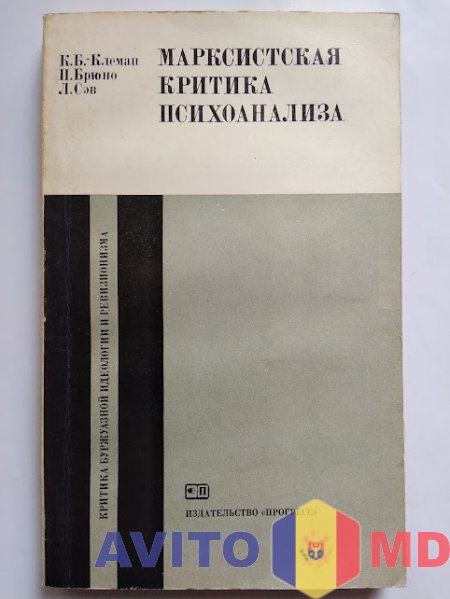 К.Б.-Клеман
П.Брюно
Л.Сэв
МАРКСИСТСКАЯ
КРИТИКА
ПСИХОАНАЛИЗА
КРИТИКА БУРЖУАЗНОЙ ИДЕОЛОГИИ И РЕВИЗИОНИЗМА
ИЗДАТЕЛЬСТВО «ПРОГРЕСС»
AVITO MD